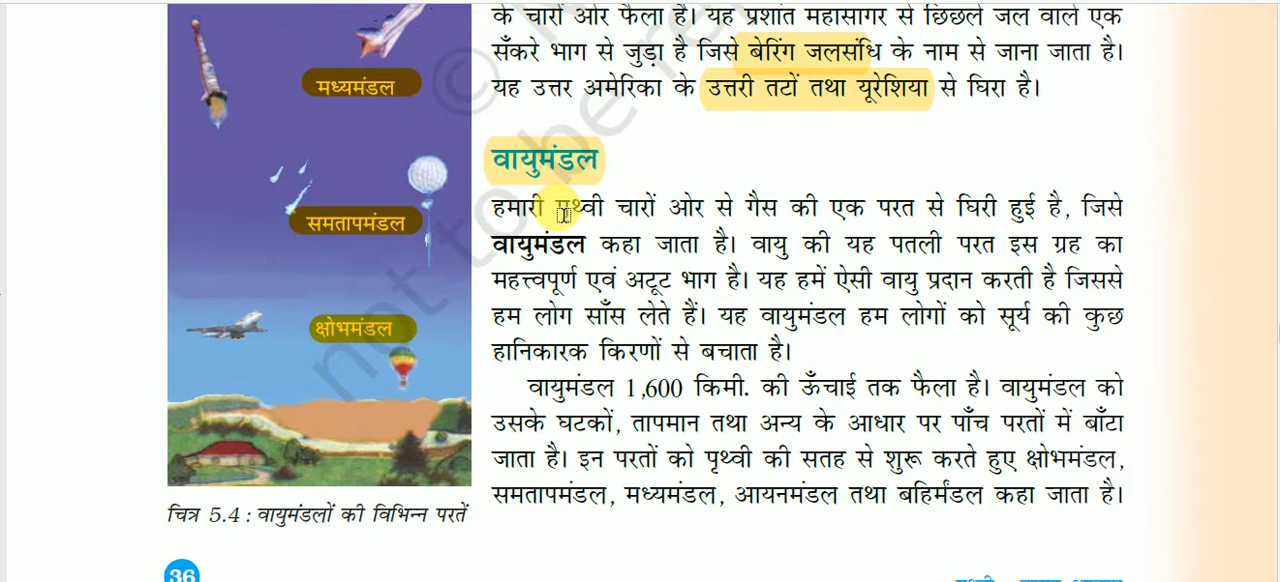 के चारों ओर फैला है। यह प्रशांत महासागर से छिछले जल वाले एक
सँकरे भाग से जुड़ा है जिसे बेरिंग जलसंधि के नाम से जाना जाता है।
यह उत्तर अमेरिका के उत्तरी तटों तथा यूरेशिया से घिरा है।
मध्यमंडल
समतापमंडल
क्षोभमंडल
चित्र 5.4 : वायुमंडलों की विभिन्न परतें
वायुमंडल
हमारी पृथ्वी चारों ओर से गैस की एक परत से घिरी हुई है, जिसे
वायुमंडल कहा जाता है। वायु की यह पतली परत इस ग्रह का
महत्त्वपूर्ण एवं अटूट भाग है। यह हमें ऐसी वायु प्रदान करती है जिससे
हम लोग साँस लेते हैं। यह वायुमंडल हम लोगों को सूर्य की कुछ
हानिकारक किरणों से बचाता है।
वायुमंडल 1,600 किमी. की ऊँचाई तक फैला है। वायुमंडल को
उसके घटकों, तापमान तथा अन्य के आधार पर पाँच परतों में बाँटा
जाता है। इन परतों को पृथ्वी की सतह से शुरू करते हुए क्षोभमंडल,
समतापमंडल, मध्यमंडल, आयनमंडल तथा बहिर्मंडल कहा जाता है।
36
© not to be re